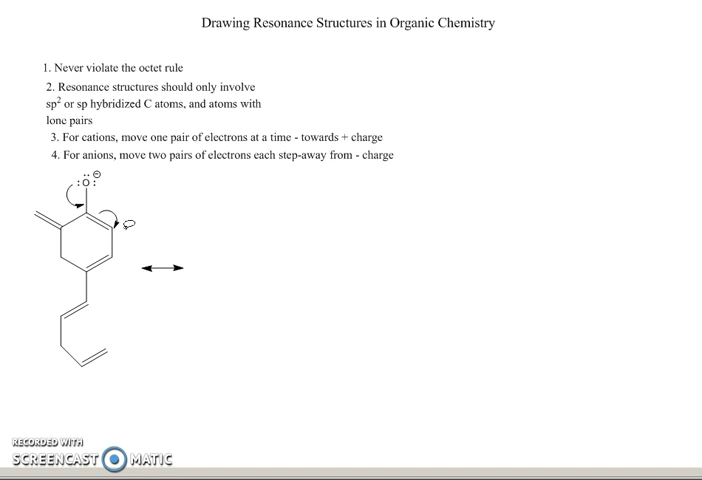 Drawing Resonance Structures in Organic Chemistry
1. Never violate the octet rule
2. Resonance structures should only involve
sp² or sp hybridized C atoms, and atoms with
lone pairs
3. For cations, move one pair of electrons at a time - towards + charge
4. For anions, move two pairs of electrons each step-away from - charge
:O:
RECORDED WITH
SCREENCAST MATIC